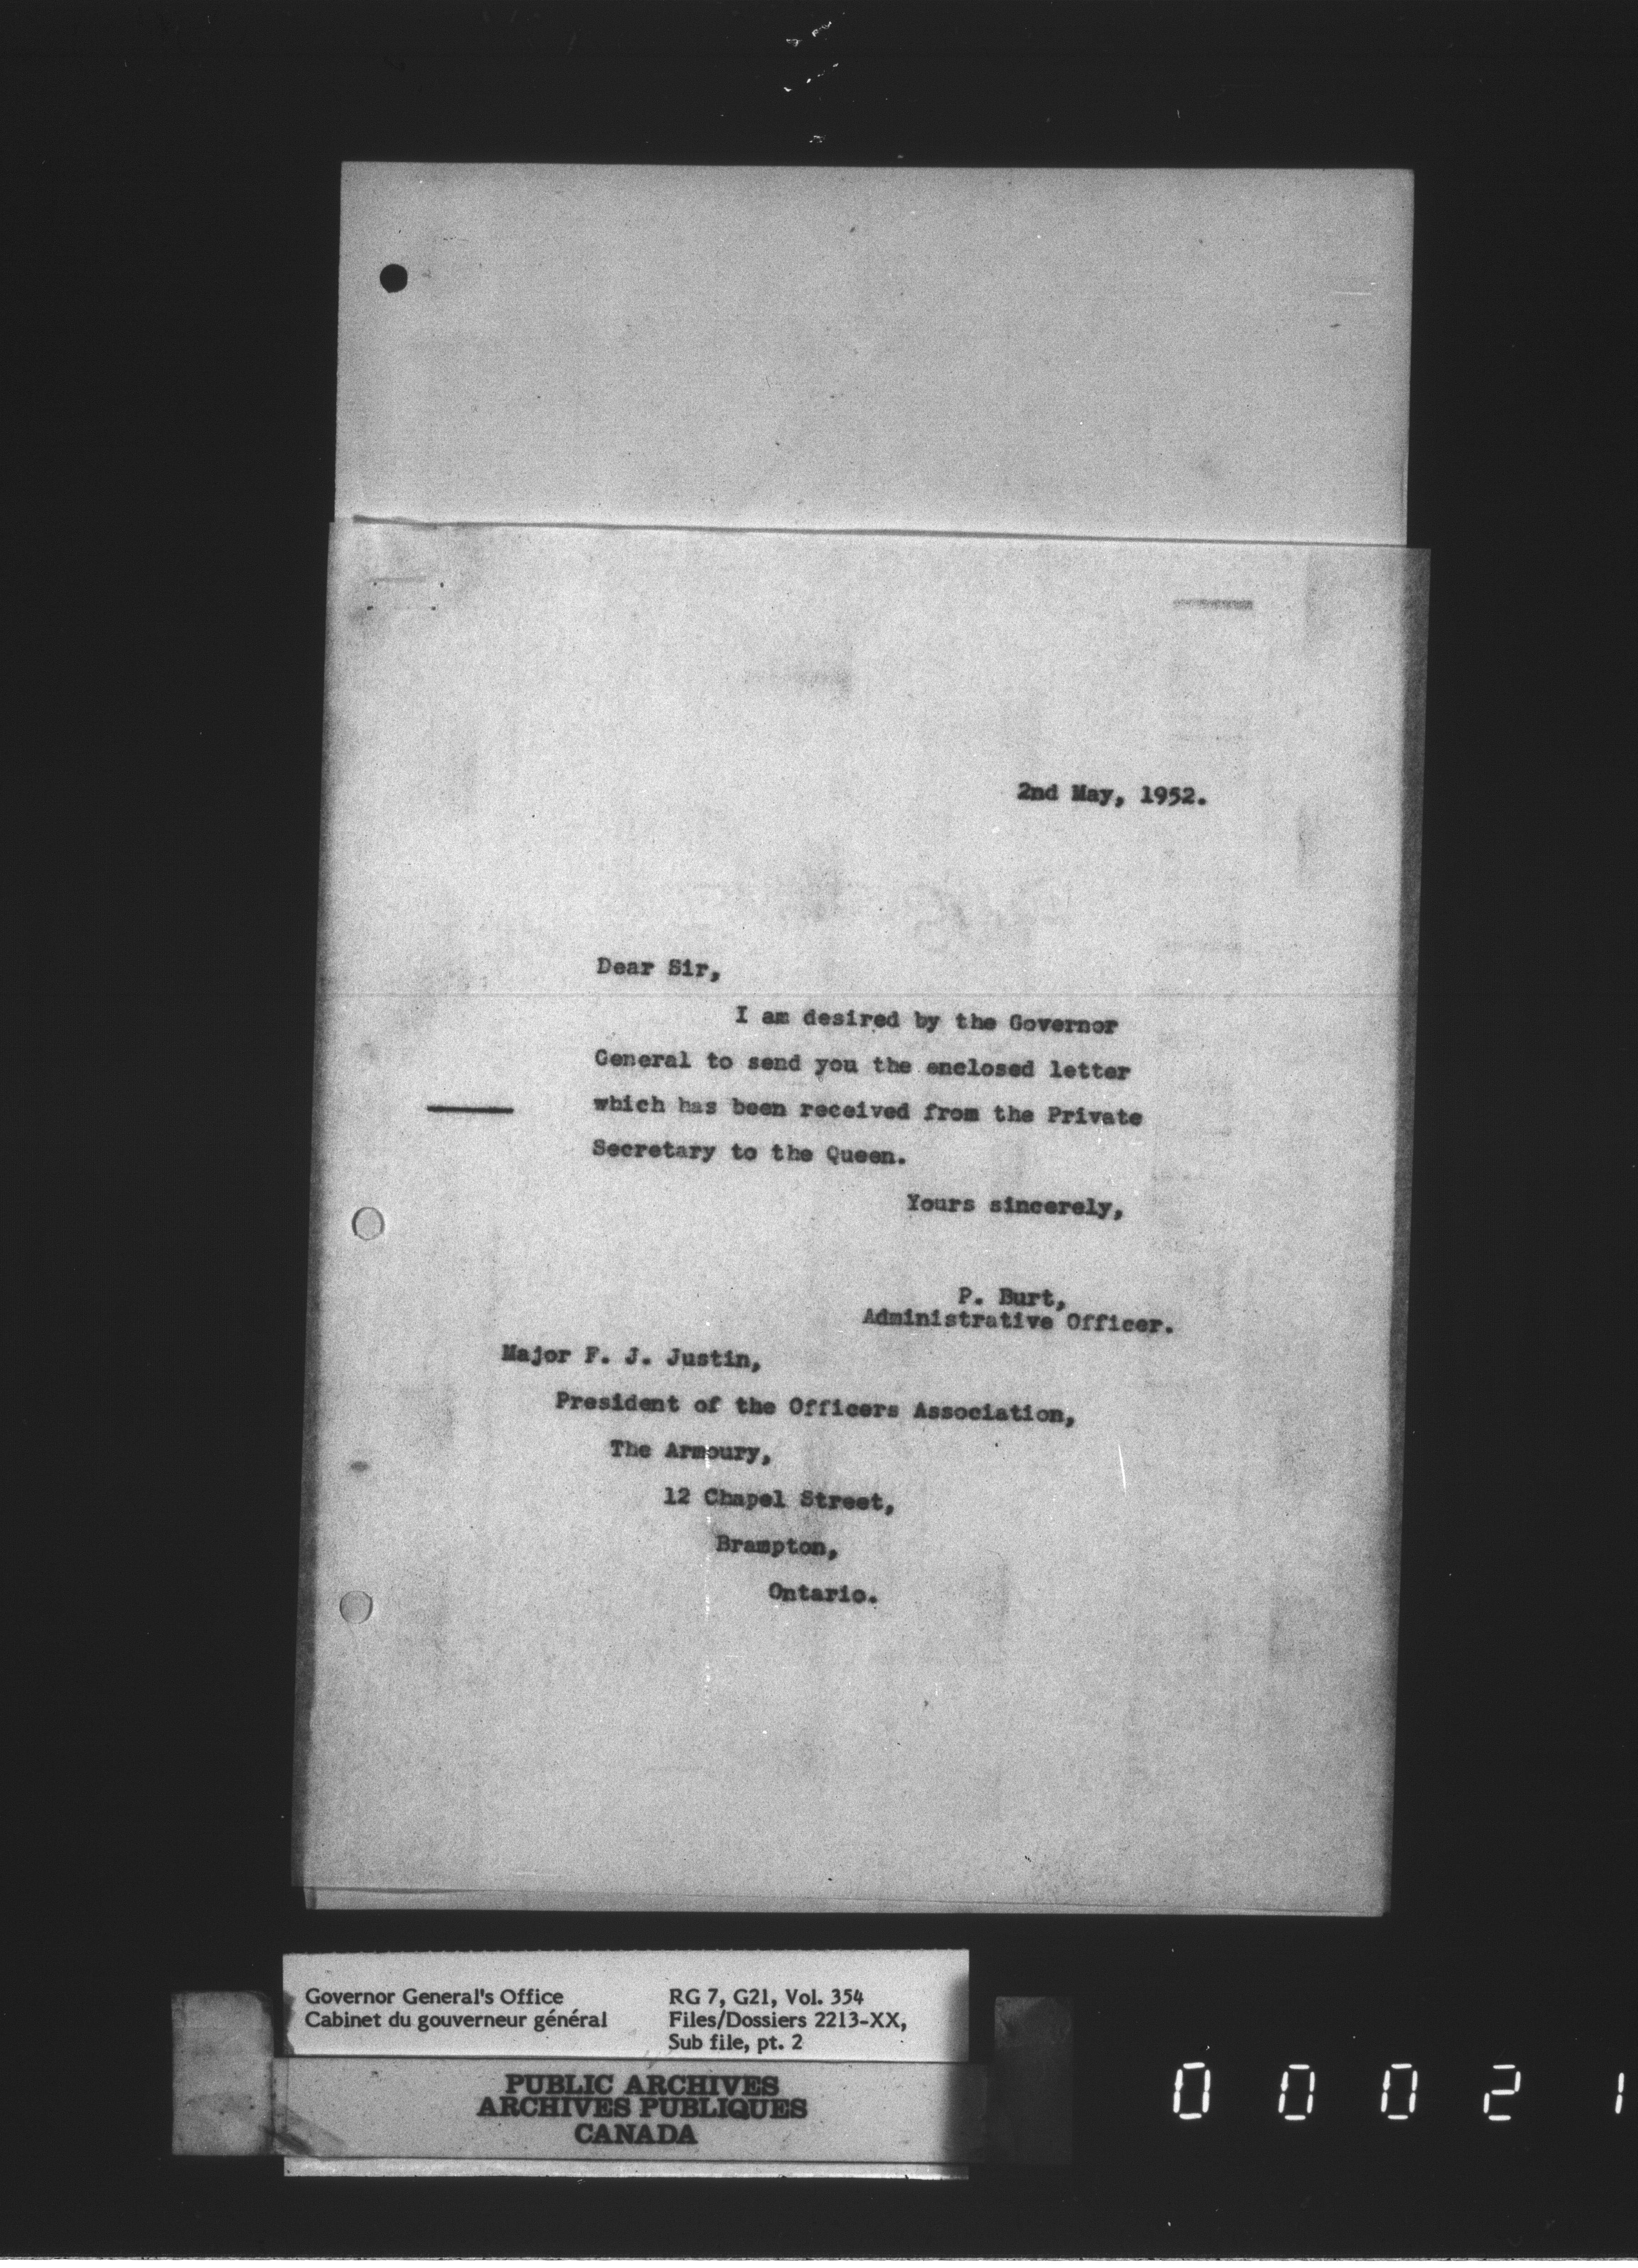 2nd May, 1952.
Dear Sir,
I am desired by the Governor
General to send you the enclosed letter
which has been received from the Private
Secretary to the Queen.
Yours sincerely,
P. Burt,
Administrative Officer.
Major F. J. Justin,
President of the Officers Association,
The Armoury,
12 Chapel Street,
Brampton,
Ontario.
Governor General's Office
Cabinet du gouverneur général
RG 7, G21, Vol. 354
Files/Dossiers 2213-XX,
Sub file, pt. 2
PUBLIC ARCHIVES
ARCHIVES PUBLIQUES
CANADA
0 0 0 2 1